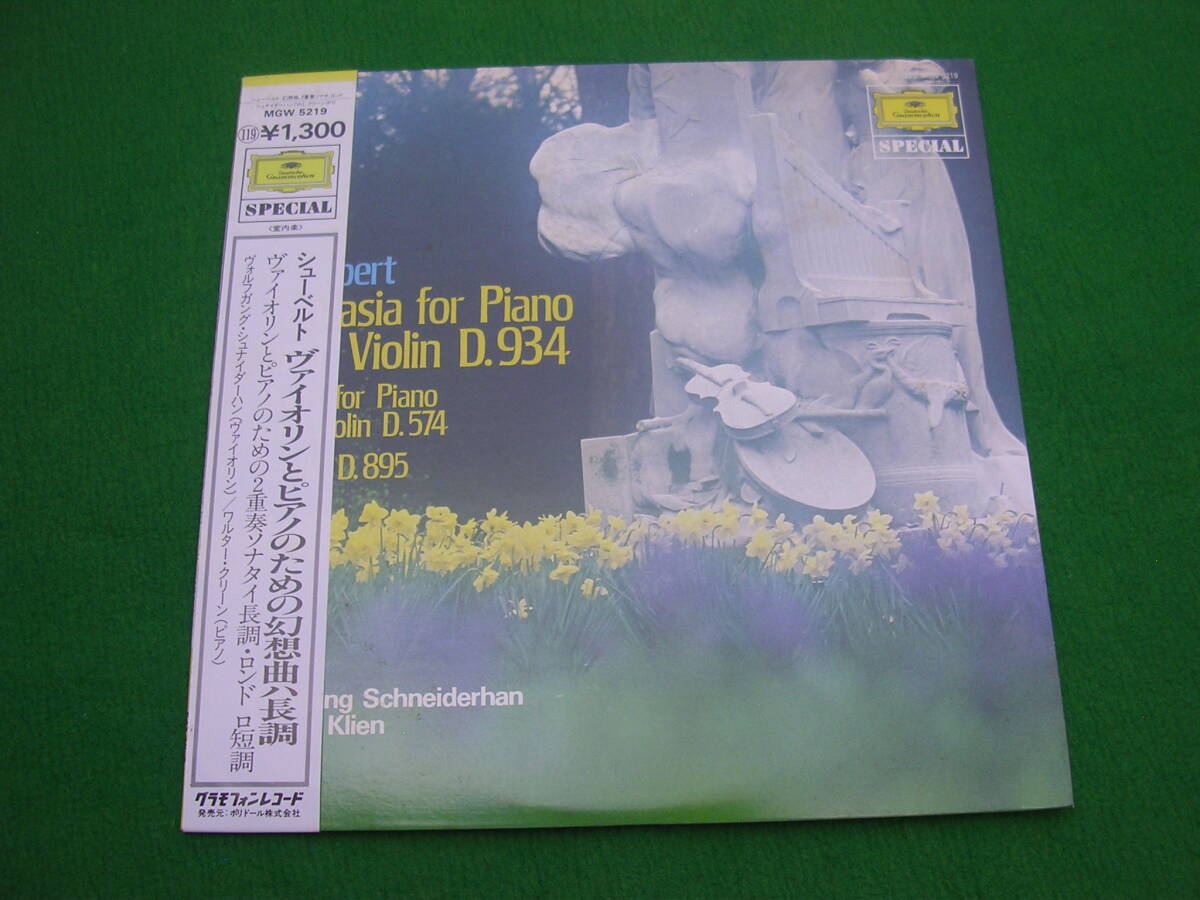 MGW 5219
119 ¥1,300
Deutsche
Grammophon
SPECIAL
〈室内楽〉
シューベルト ヴァイオリンとピアノのための幻想曲ハ長調
ヴァイオリンとピアノのための2重奏ソナタイ長調・ロンド ロ短調
ヴォルフガング・シュナイダーハン(ヴァイオリン)/ワルター・クリーン(ピアノ)
グラモフォンレコード
発売元:ポリドール株式会社
5219
Deutsche
Grammophon
SPECIAL
bert
asia for Piano
Violin D.934
for Piano
olin D.574
D.895
ng Schneiderhan
Klien